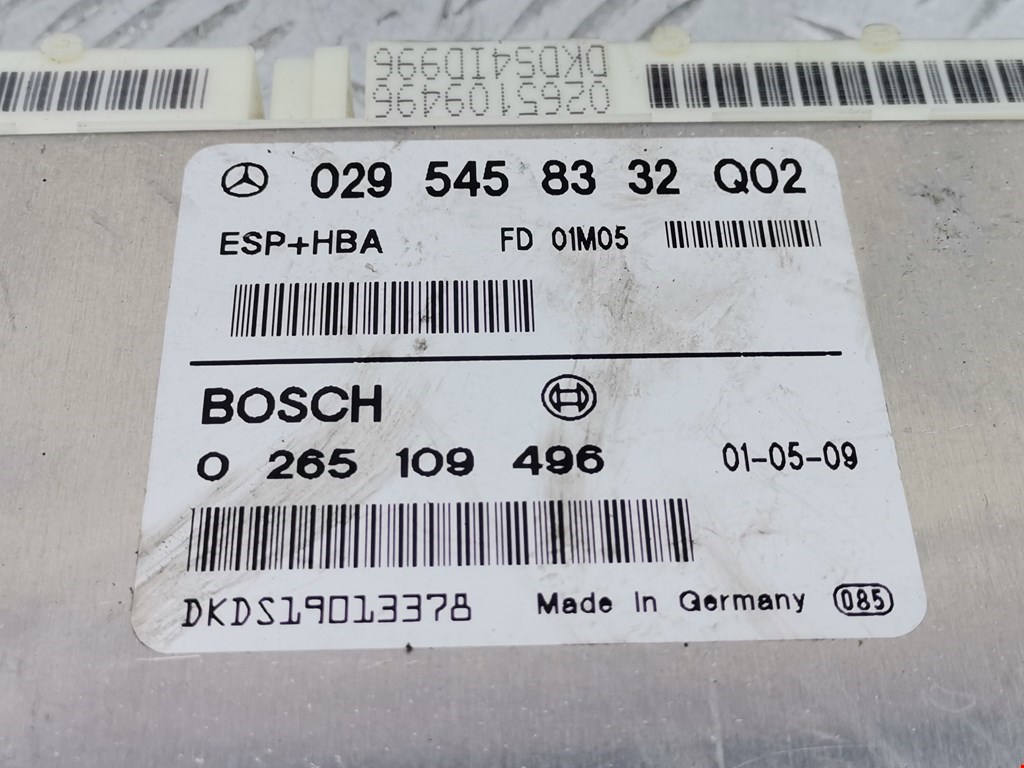 DKDS41D996
0265109496
029 545 83 32 Q02
ESP+HBA FD 01M05
BOSCH
0 265 109 496 01-05-09
DKDS19013378 Made In Germany 085